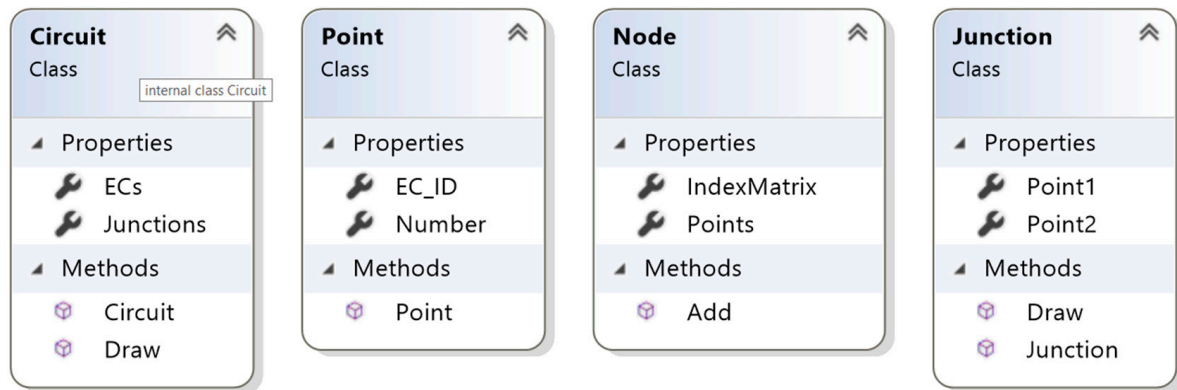 Circuit
Class
internal class Circuit
Properties
ECs
Junctions
Methods
Circuit
Draw
Point
Class
Properties
EC_ID
Number
Methods
Point
Node
Class
Properties
IndexMatrix
Points
Methods
Add
Junction
Class
Properties
Point1
Point2
Methods
Draw
Junction